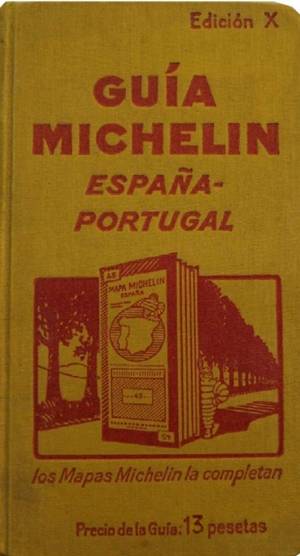 Edición X
GUÍA
MICHELIN
ESPAÑA-
PORTUGAL
MAPA MICHELIN
ESPAÑA
los Mapas Michelin la completan
Precio de la Guía: 13 pesetas